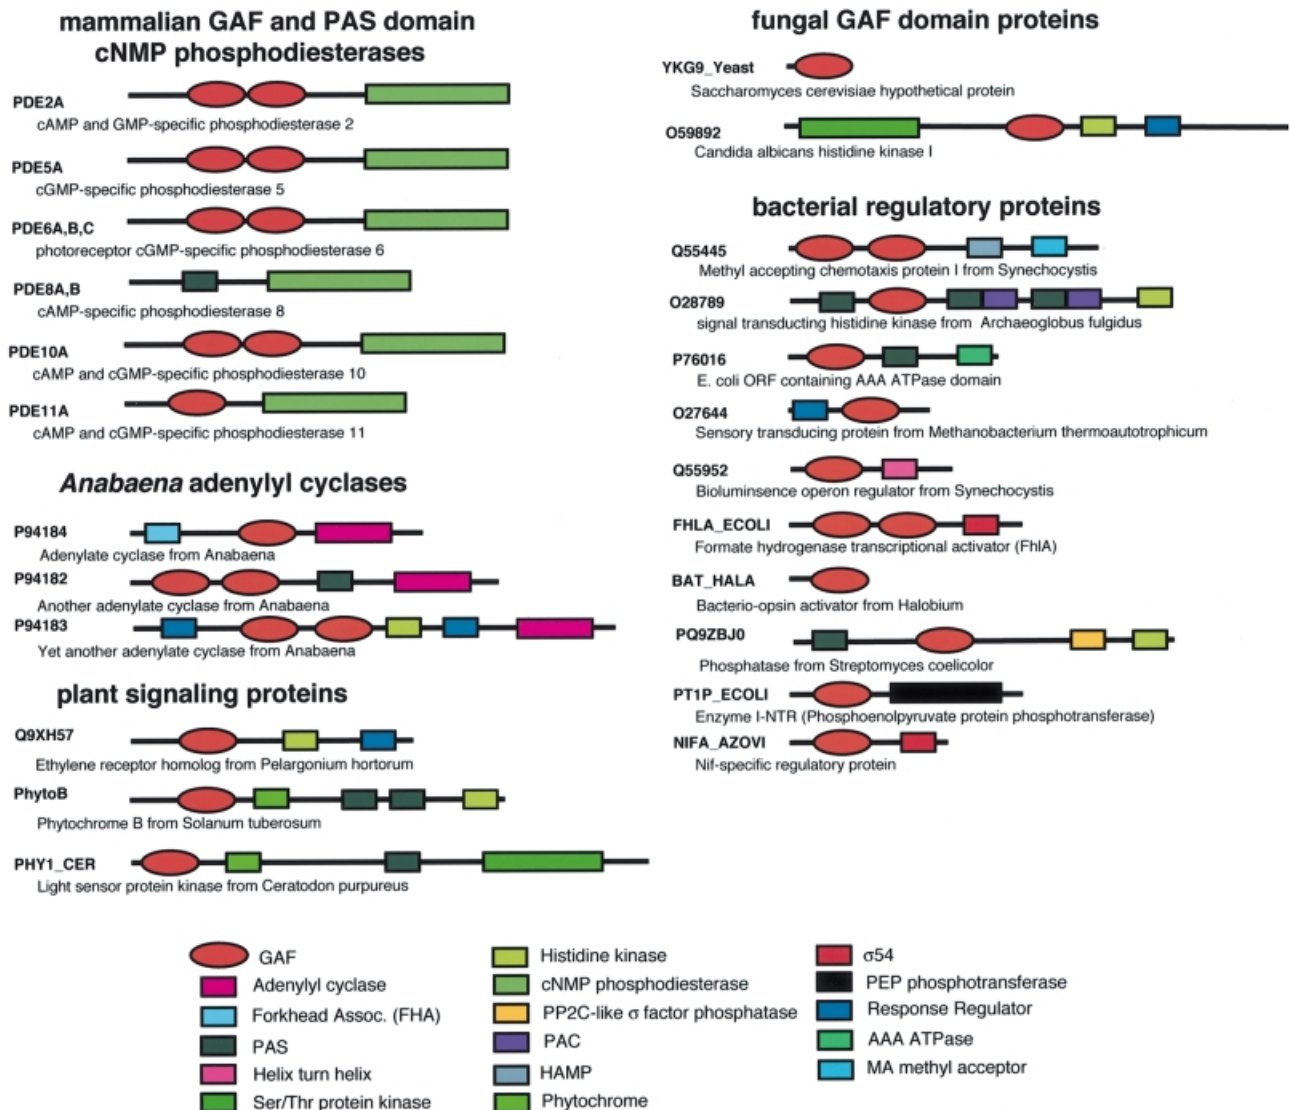 mammalian GAF and PAS domain
cNMP phosphodiesterases
PDE2A
cAMP and GMP-specific phosphodiesterase 2
PDE5A
cGMP-specific phosphodiesterase 5
PDE6A,B,C
photoreceptor cGMP-specific phosphodiesterase 6
PDE8A,B
cAMP-specific phosphodiesterase 8
PDE10A
cAMP and cGMP-specific phosphodiesterase 10
PDE11A
cAMP and cGMP-specific phosphodiesterase 11
Anabaena adenylyl cyclases
P94184
Adenylate cyclase from Anabaena
P94182
Another adenylate cyclase from Anabaena
P94183
Yet another adenylate cyclase from Anabaena
plant signaling proteins
Q9XH57
Ethylene receptor homolog from Pelargonium hortorum
PhytoB
Phytochrome B from Solanum tuberosum
PHY1_CER
Light sensor protein kinase from Ceratodon purpureus
fungal GAF domain proteins
YKG9_Yeast
Saccharomyces cerevisiae hypothetical protein
O59892
Candida albicans histidine kinase I
bacterial regulatory proteins
Q55445
Methyl accepting chemotaxis protein I from Synechocystis
O28789
signal transducting histidine kinase from Archaeoglobus fulgidus
P76016
E. coli ORF containing AAA ATPase domain
O27644
Sensory transducing protein from Methanobacterium thermoautotrophicum
Q55952
Bioluminsence operon regulator from Synechocystis
FHLA_ECOLI
Formate hydrogenase transcriptional activator (FhlA)
BAT_HALA
Bacterio-opsin activator from Halobium
PQ9ZBJ0
Phosphatase from Streptomyces coelicolor
PT1P_ECOLI
Enzyme I-NTR (Phosphoenolpyruvate protein phosphotransferase)
NIFA_AZOVI
Nif-specific regulatory protein
GAF
Adenylyl cyclase
Forkhead Assoc. (FHA)
PAS
Helix turn helix
Ser/Thr protein kinase
Histidine kinase
cNMP phosphodiesterase
PP2C-like σ factor phosphatase
PAC
HAMP
Phytochrome
σ54
PEP phosphotransferase
Response Regulator
AAA ATPase
MA methyl acceptor